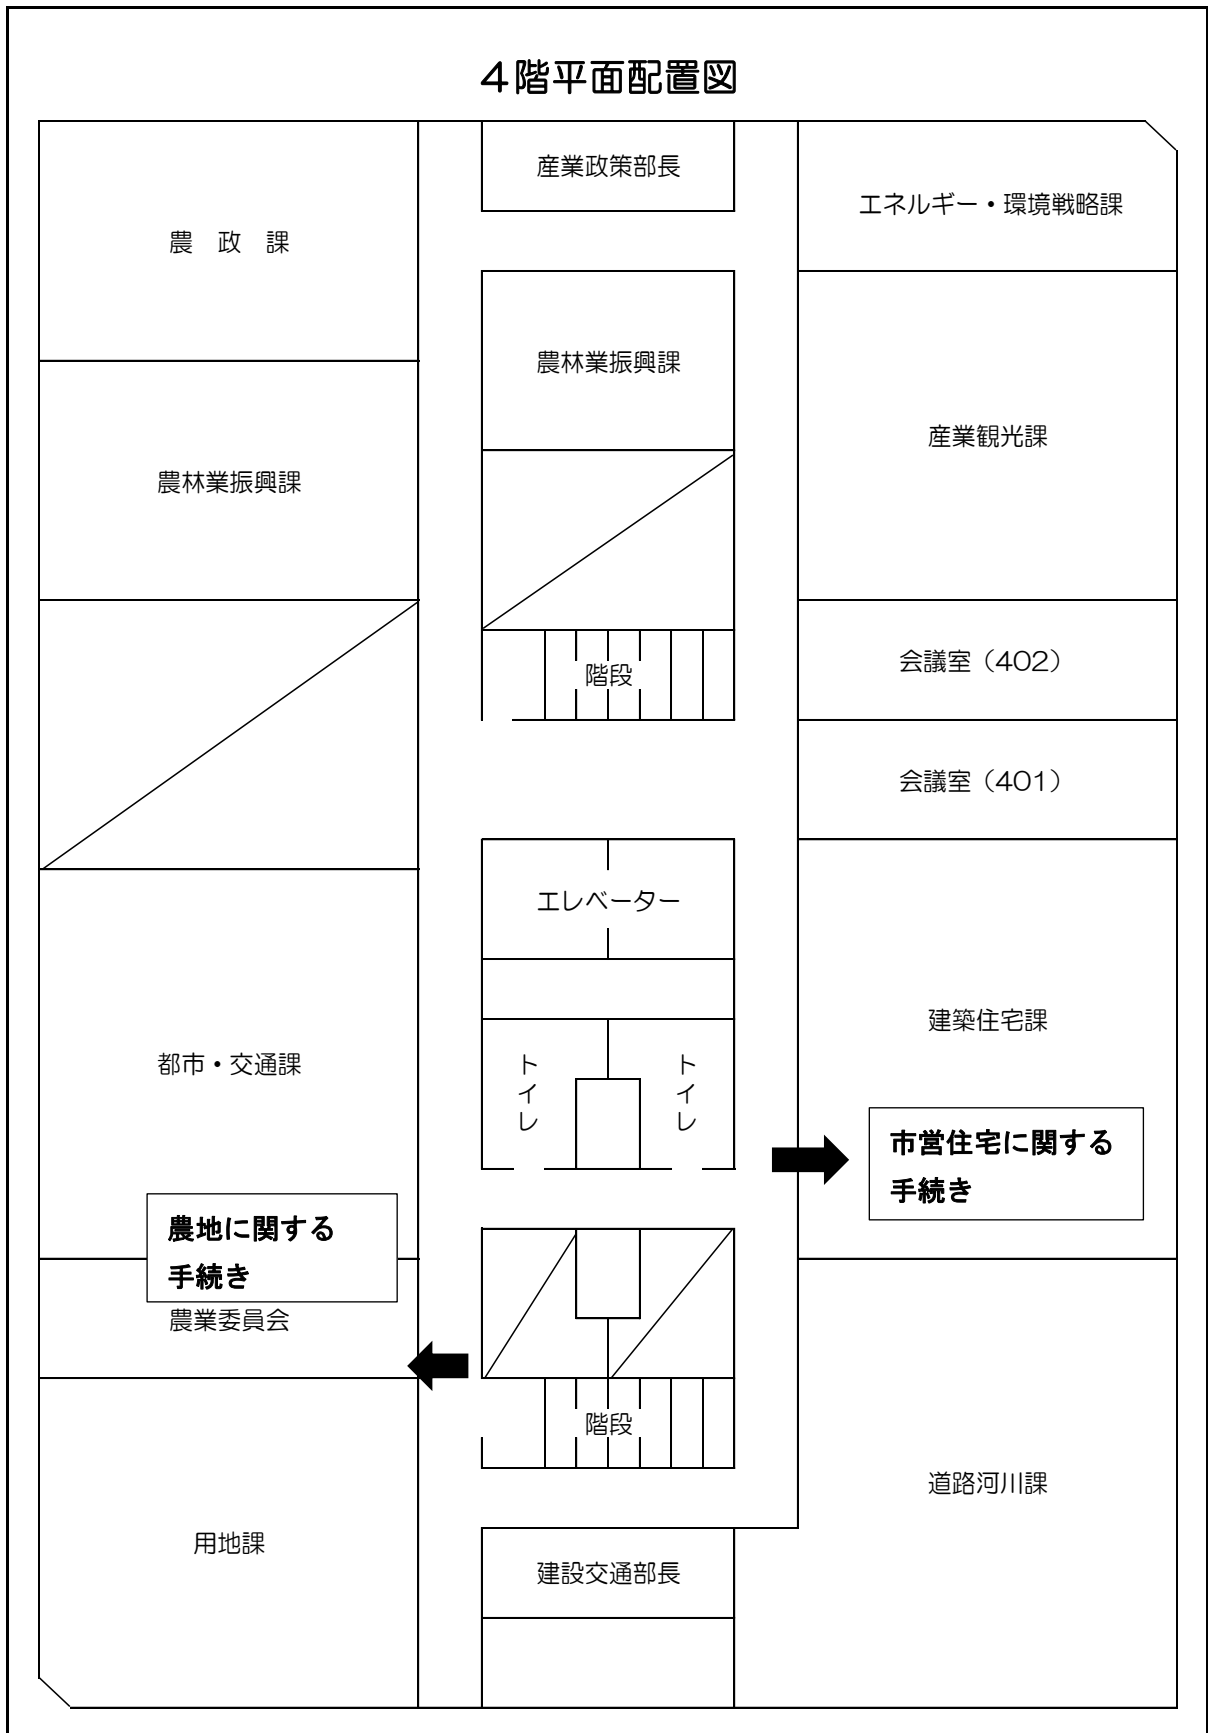 ４階平面配置図
産業政策部長
エネルギー・環境戦略課
農　政　課
農林業振興課
産業観光課
農林業振興課
会議室（402）
階段
会議室（401）
エレベーター
建築住宅課
都市・交通課
トイレ
トイレ
市営住宅に関する
手続き
農地に関する
手続き
農業委員会
階段
道路河川課
用地課
建設交通部長